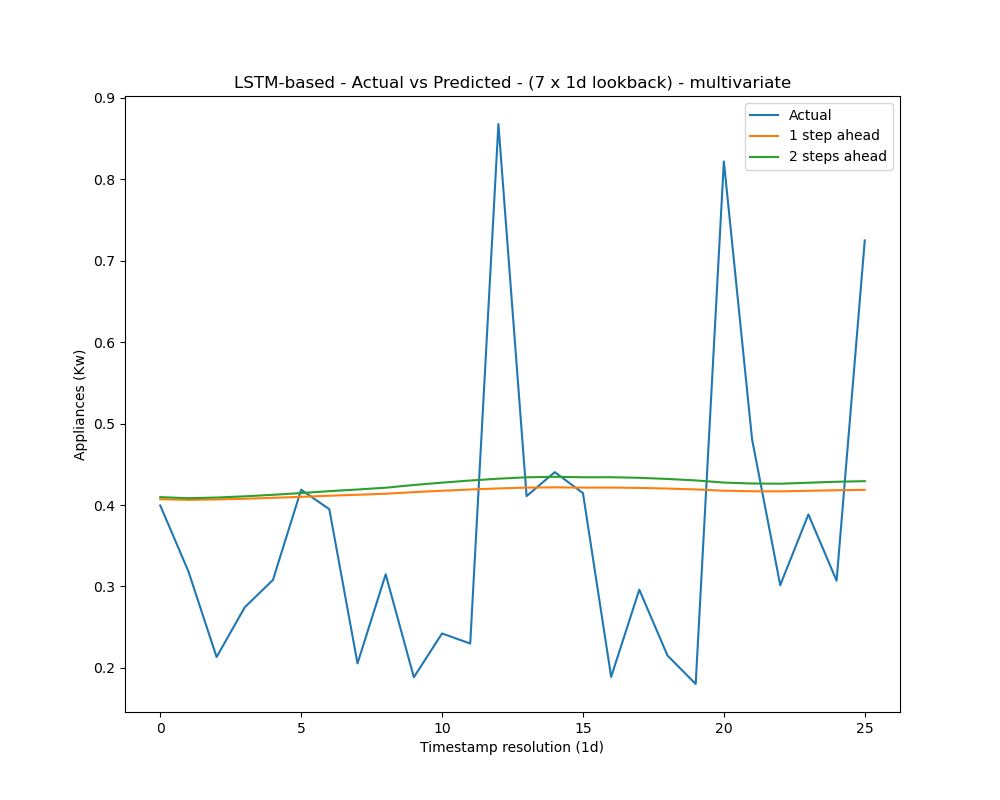 LSTM-based - Actual vs Predicted - (7 x 1d lookback) - multivariate
Actual
1 step ahead
2 steps ahead
Appliances (Kw)
0.9
0.8
0.7
0.6
0.5
0.4
0.3
0.2
0 5 10 15 20 25
Timestamp resolution (1d)